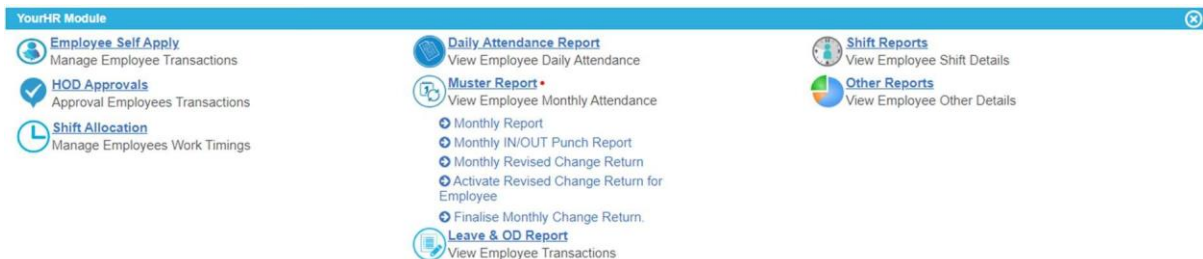 YourHR Module
Employee Self Apply
Manage Employee Transactions
HOD Approvals
Approval Employees Transactions
Shift Allocation
Manage Employees Work Timings
Daily Attendance Report
View Employee Daily Attendance
Muster Report
View Employee Monthly Attendance
Monthly Report
Monthly IN/OUT Punch Report
Monthly Revised Change Return
Activate Revised Change Return for
Employee
Finalise Monthly Change Return.
Leave & OD Report
View Employee Transactions
Shift Reports
View Employee Shift Details
Other Reports
View Employee Other Details